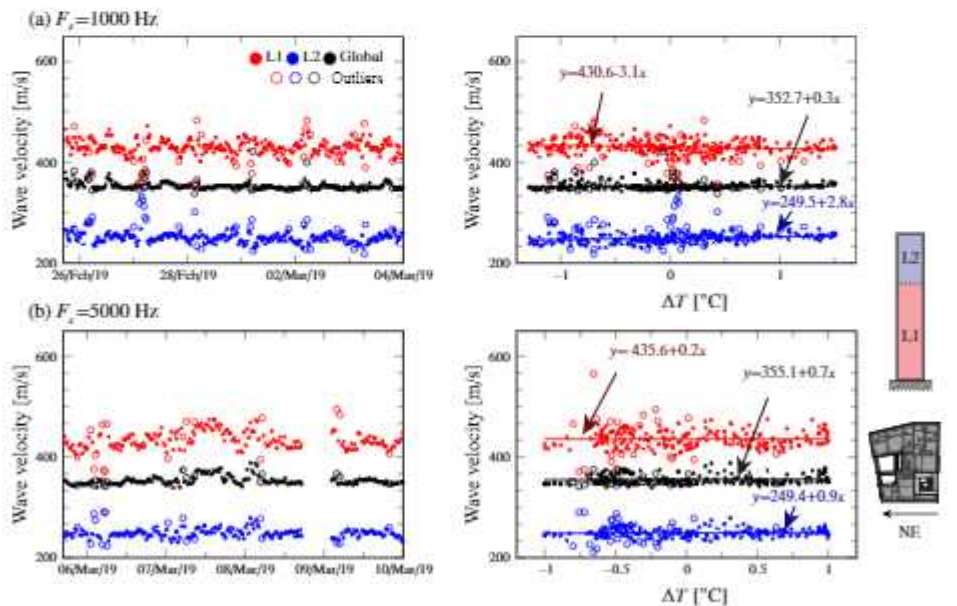 (a) Fs=1000 Hz
L1 L2 Global
Outliers
Wave velocity [m/s]
600
400
200
26/Feb/19 28/Feb/19 02/Mar/19 04/Mar/19
Wave velocity [m/s]
600
400
200
y=430.6-3.1x
y=352.7+0.3x
y=249.5+2.8x
−1 0 1
ΔT [°C]
(b) Fs=5000 Hz
Wave velocity [m/s]
600
400
200
06/Mar/19 07/Mar/19 08/Mar/19 09/Mar/19 10/Mar/19
Wave velocity [m/s]
600
400
200
y=435.6+0.2x
y=355.1+0.7x
y=249.4+0.9x
−1 −0.5 0 0.5 1
ΔT [°C]
L2
L1
NE